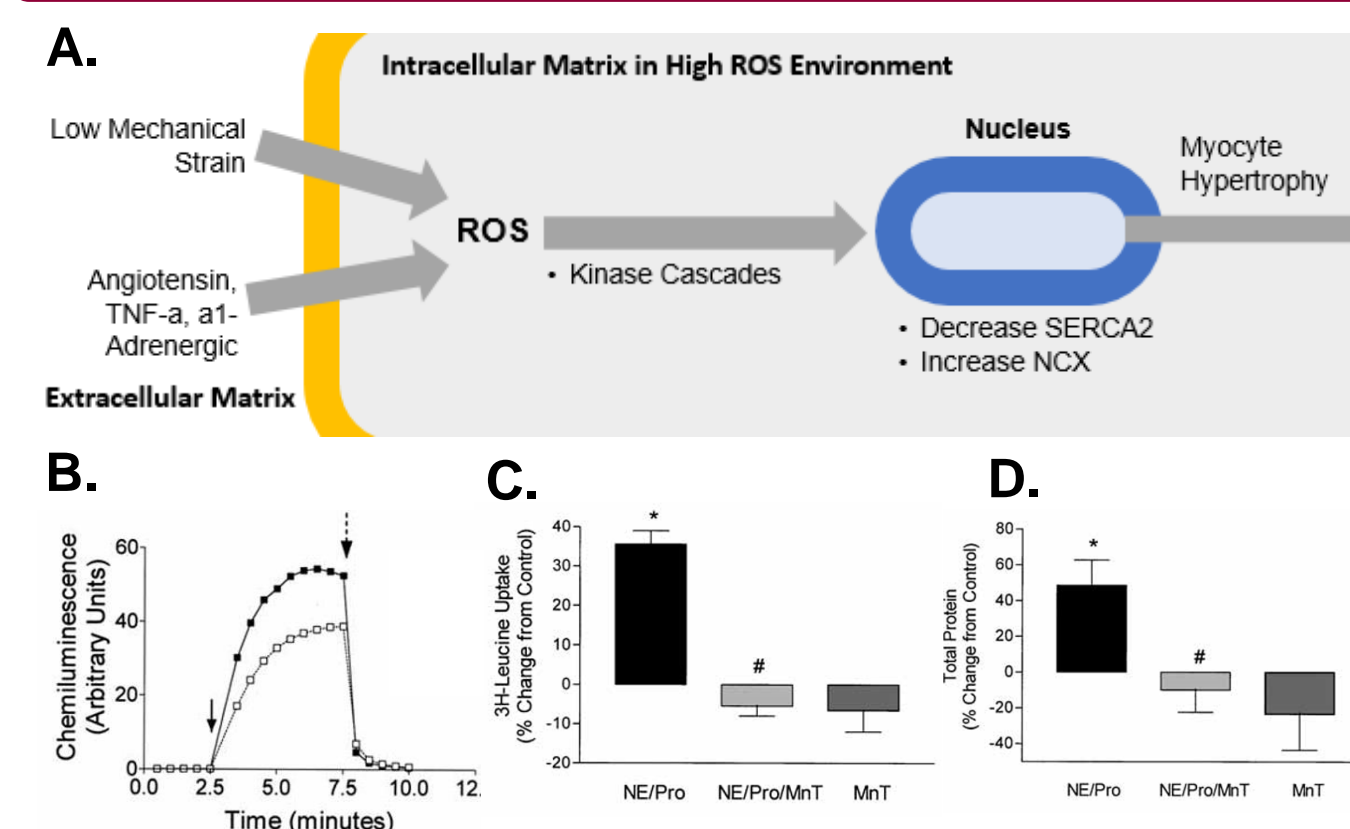 A.
Intracellular Matrix in High ROS Environment
Low Mechanical
Strain
Nucleus
Myocyte
Hypertrophy
ROS
• Kinase Cascades
Angiotensin,
TNF-a, a1-
Adrenergic
• Decrease SERCA2
• Increase NCX
Extracellular Matrix
B.
Chemiluminescence
(Arbitrary Units)
60
40
20
0
0.0 2.5 5.0 7.5 10.0 12.
Time (minutes)
C.
3H-Leucine Uptake
(% Change from Control)
40
30
20
10
0
-10
-20
*
#
NE/Pro NE/Pro/MnT MnT
D.
Total Protein
(% Change from Control)
80
60
40
20
0
-20
-40
*
#
NE/Pro NE/Pro/MnT MnT